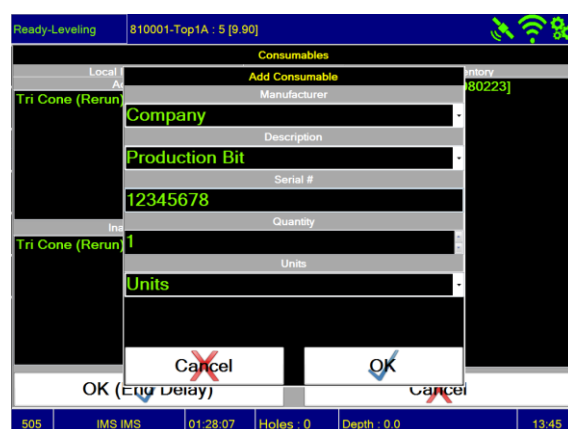 Ready-Leveling 810001-Top1A : 5 [9.90]
Consumables
Local
Add Consumable
Manufacturer
Company
Description
Production Bit
Serial #
12345678
Quantity
1
Units
Units
Cancel OK
Tri Cone (Rerun)
Tri Cone (Rerun)
80223]
OK (End Delay) Cancel
505 IMS IMS 01:28:07 Holes : 0 Depth : 0.0 13:45